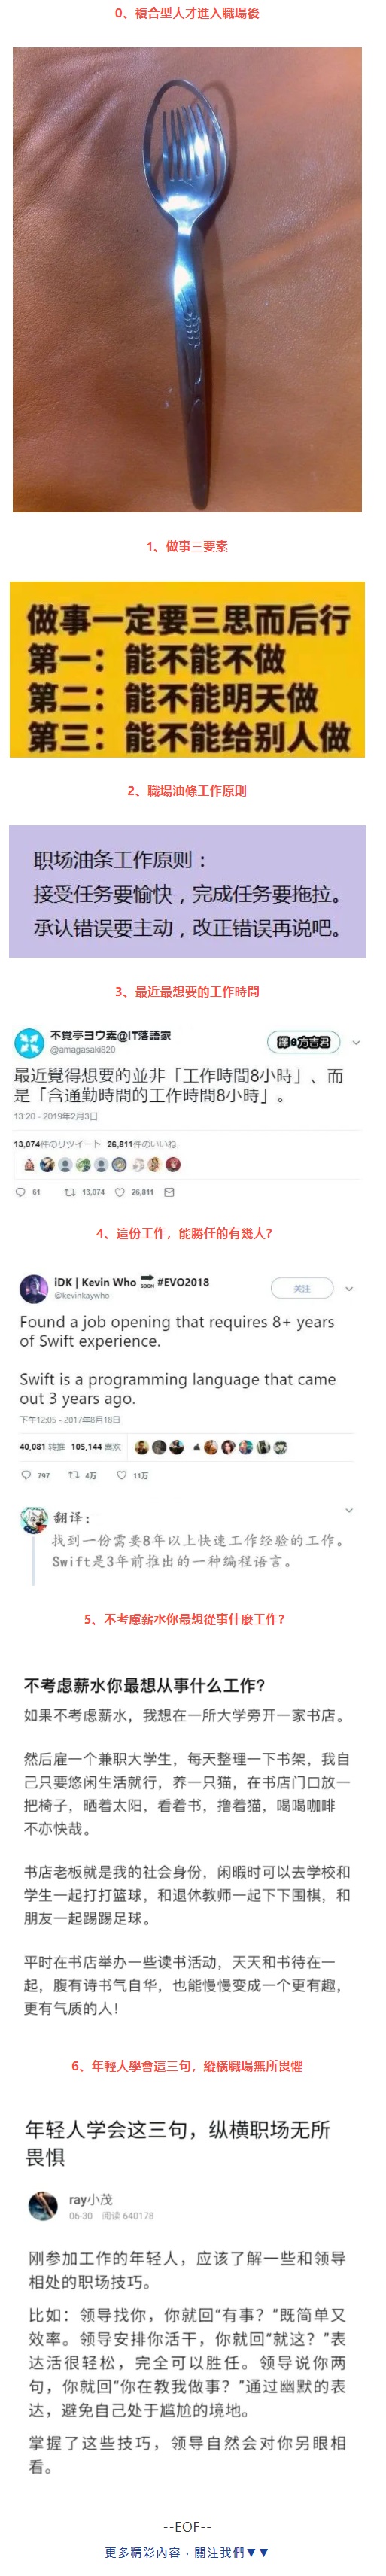 0、複合型人才進入職場後
1、做事三要素
做事一定要三思而后行
第一：能不能不做
第二：能不能明天做
第三：能不能给别人做
2、職場油條工作原則
职场油条工作原则：
接受任务要愉快，完成任务要拖拉。
承认错误要主动，改正错误再说吧。
3、最近最想要的工作時間
不覚亭ヨウ素@IT落語家
@amagasaki820
譯●方吉君
最近覺得想要的並非「工作時間8小時」、而
是「含通勤時間的工作時間8小時」。
13:20 - 2019年2月3日
13,074件のリツイート 26,811件のいいね
61 13,074 26,811
4、這份工作，能勝任的有幾人?
iDK | Kevin Who SOON #EVO2018
@kevinkaywho
关注
Found a job opening that requires 8+ years
of Swift experience.
Swift is a programming language that came
out 3 years ago.
下午12:05 - 2017年8月18日
40,081 转推 105,144 喜欢
797 4万 11万
翻译：
找到一份需要8年以上快速工作经验的工作。
Swift是3年前推出的一种编程语言。
5、不考慮薪水你最想從事什麼工作?
不考虑薪水你最想从事什么工作?
如果不考虑薪水，我想在一所大学旁开一家书店。
然后雇一个兼职大学生，每天整理一下书架，我自
己只要悠闲生活就行，养一只猫，在书店门口放一
把椅子，晒着太阳，看着书，撸着猫，喝喝咖啡
不亦快哉。
书店老板就是我的社会身份，闲暇时可以去学校和
学生一起打打篮球，和退休教师一起下下围棋，和
朋友一起踢踢足球。
平时在书店举办一些读书活动，天天和书待在一
起，腹有诗书气自华，也能慢慢变成一个更有趣，
更有气质的人！
6、年輕人學會這三句，縱橫職場無所畏懼
年轻人学会这三句，纵横职场无所
畏惧
ray小茂
06-30 阅读 640178
刚参加工作的年轻人，应该了解一些和领导
相处的职场技巧。
比如：领导找你，你就回“有事？”既简单又
效率。领导安排你活干，你就回“就这？”表
达活很轻松，完全可以胜任。领导说你两
句，你就回“你在教我做事？”通过幽默的表
达，避免自己处于尴尬的境地。
掌握了这些技巧，领导自然会对你另眼相
看。
--EOF--
更多精彩內容，關注我們▼▼